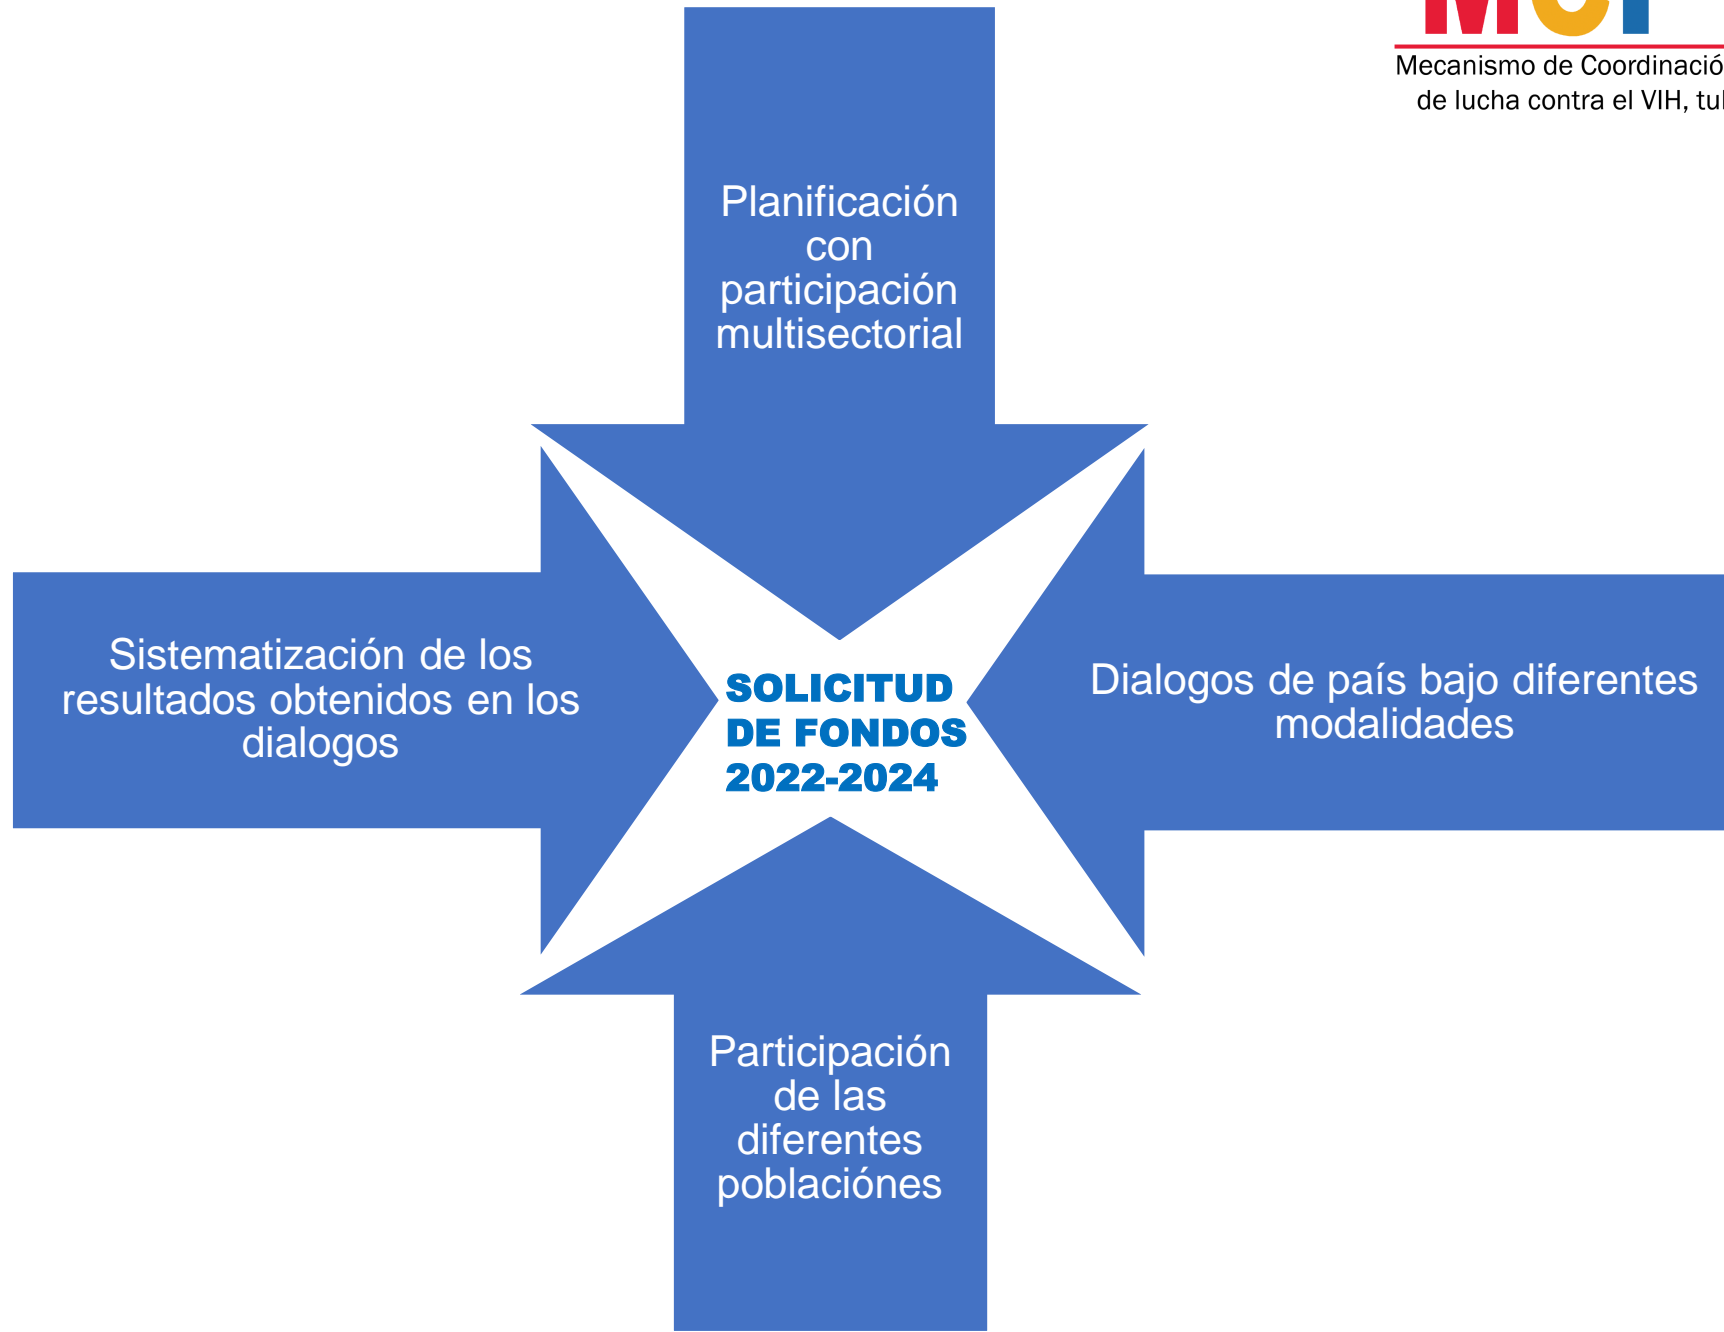 Mecanismo de Coordinació
de lucha contra el VIH,
Planificación
con
participación
multisectorial
Sistematización de los
resultados obtenidos en los
dialogos
SOLICITUD
DE FONDOS
2022-2024
Dialogos de país bajo diferentes
modalidades
Participación
de las
diferentes
poblaciónes